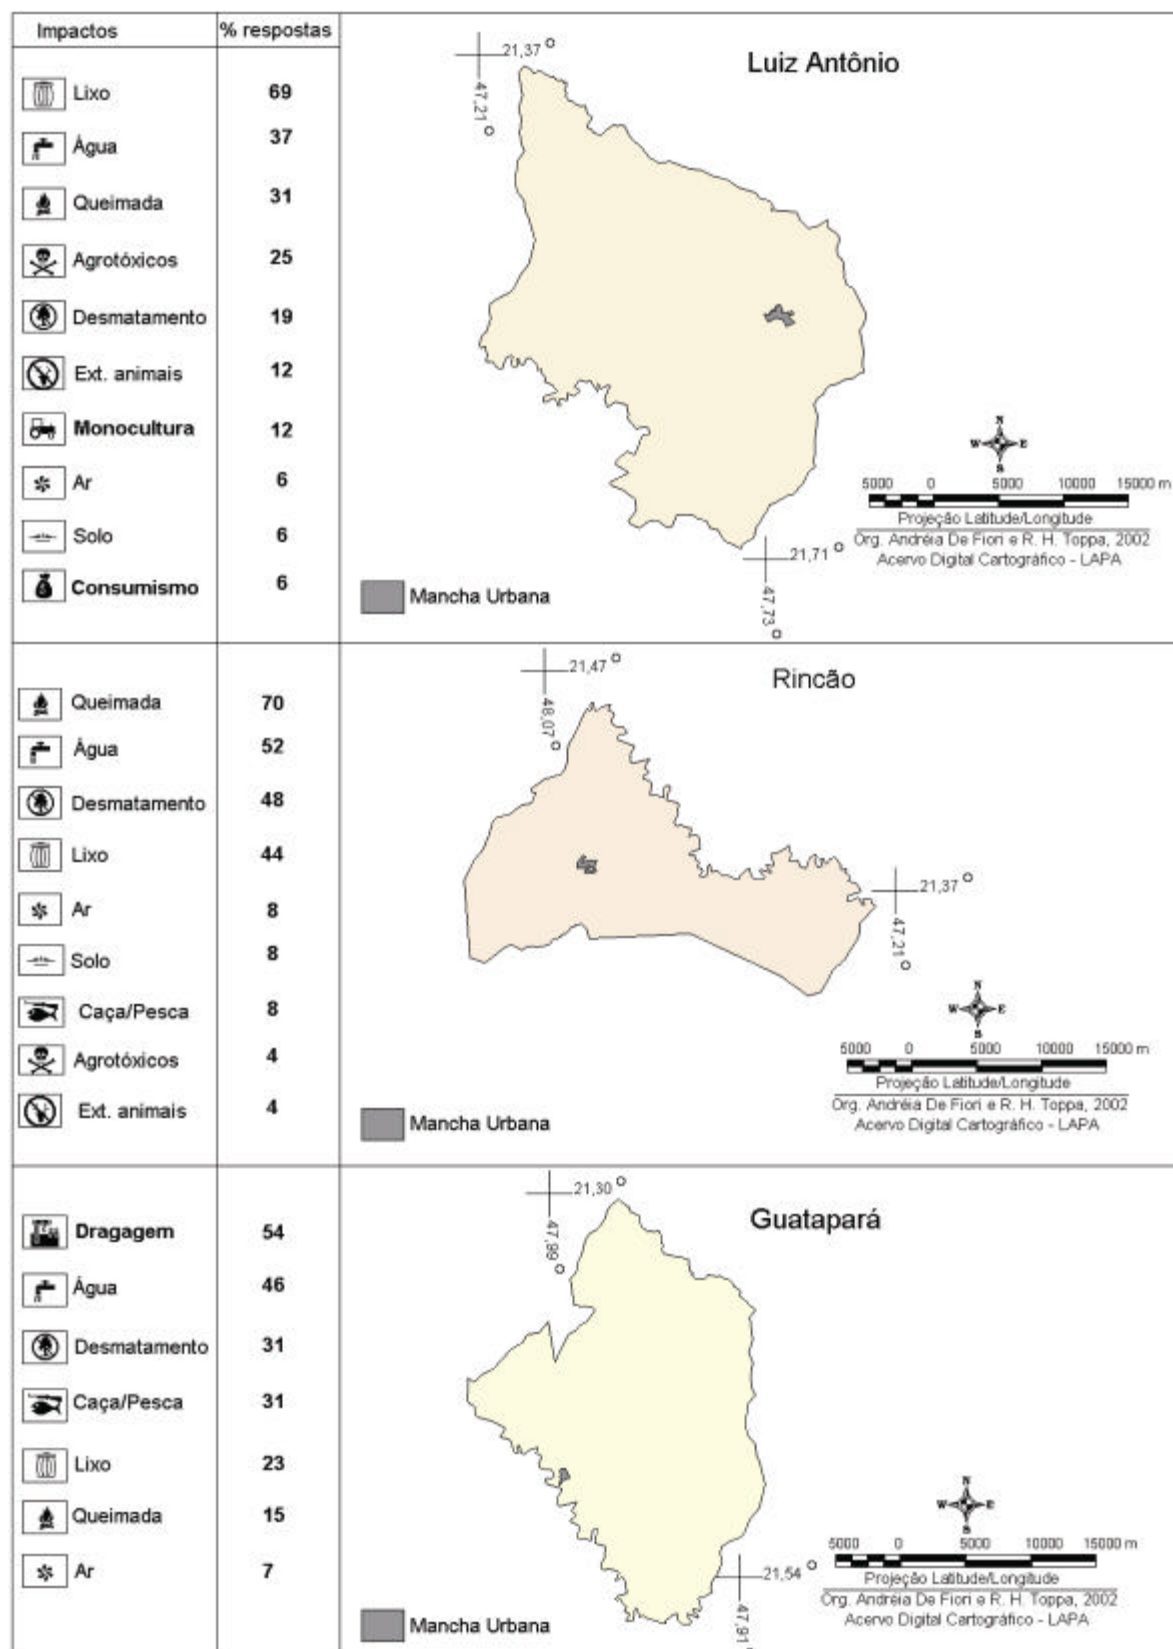 Impactos % respostas
Lixo 69
Água 37
Queimada 31
Agrotóxicos 25
Desmatamento 19
Ext. animais 12
Monocultura 12
Ar 6
Solo 6
Consumismo 6
Luiz Antônio
21,37 º
47,21 º
N
W E
S
5000 0 5000 10000 15000 m
Projeção Latitude/Longitude
Org. Andréia De Fiori e R. H. Toppa, 2002
Acervo Digital Cartográfico - LAPA
21,71 º
47,73 º
Mancha Urbana
Queimada 70
Água 52
Desmatamento 48
Lixo 44
Ar 8
Solo 8
Caça/Pesca 8
Agrotóxicos 4
Ext. animais 4
Rincão
21,47 º
48,07 º
21,37 º
47,21 º
N
W E
S
5000 0 5000 10000 15000 m
Projeção Latitude/Longitude
Org. Andréia De Fiori e R. H. Toppa, 2002
Acervo Digital Cartográfico - LAPA
Mancha Urbana
Dragagem 54
Água 46
Desmatamento 31
Caça/Pesca 31
Lixo 23
Queimada 15
Ar 7
Guatapará
21,30 º
47,99 º
N
W E
S
5000 0 5000 10000 15000 m
Projeção Latitude/Longitude
Org. Andréia De Fiori e R. H. Toppa, 2002
Acervo Digital Cartográfico - LAPA
21,54 º
47,91º
Mancha Urbana